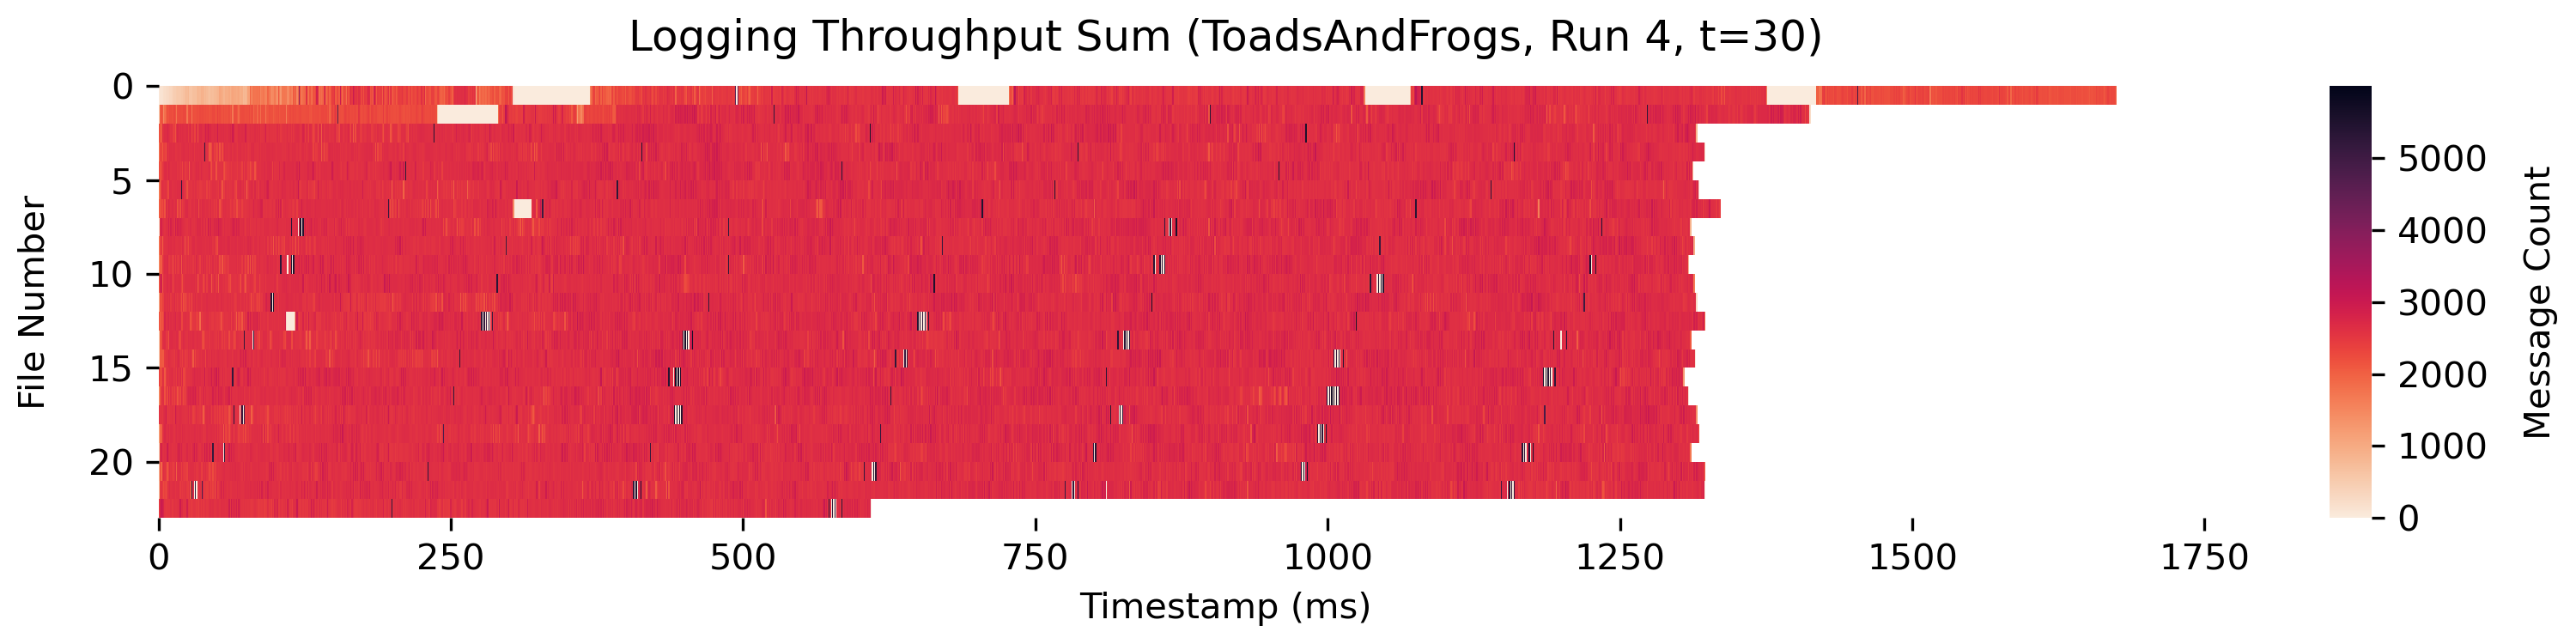 Logging Throughput Sum (ToadsAndFrogs, Run 4, t=30)
File Number
0
5
10
15
20
0 250 500 750 1000 1250 1500 1750
Timestamp (ms)
5000
4000
3000
2000
1000
0
Message Count